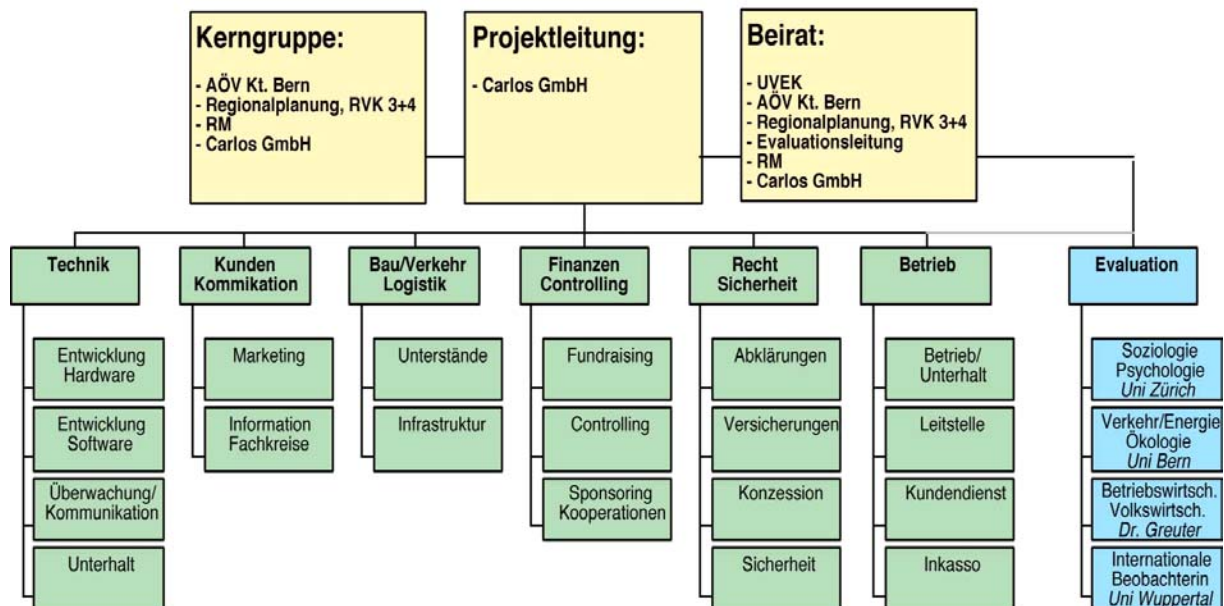 Kerngruppe:
- AÖV Kt. Bern
- Regionalplanung, RVK 3+4
- RM
- Carlos GmbH
Projektleitung:
- Carlos GmbH
Beirat:
- UVEK
- AÖV Kt. Bern
- Regionalplanung, RVK 3+4
- Evaluationsleitung
- RM
- Carlos GmbH
Technik
Entwicklung
Hardware
Entwicklung
Software
Überwachung/
Kommunikation
Unterhalt
Kunden
Kommikation
Marketing
Information
Fachkreise
Bau/Verkehr
Logistik
Unterstände
Infrastruktur
Finanzen
Controlling
Fundraising
Controlling
Sponsoring
Kooperationen
Recht
Sicherheit
Abklärungen
Versicherungen
Konzession
Sicherheit
Betrieb
Betrieb/
Unterhalt
Leitstelle
Kundendienst
Inkasso
Evaluation
Soziologie
Psychologie
Uni Zürich
Verkehr/Energie
Ökologie
Uni Bern
Betriebswirtsch.
Volkswirtsch.
Dr. Greuter
Internationale
Beobachterin
Uni Wuppertal